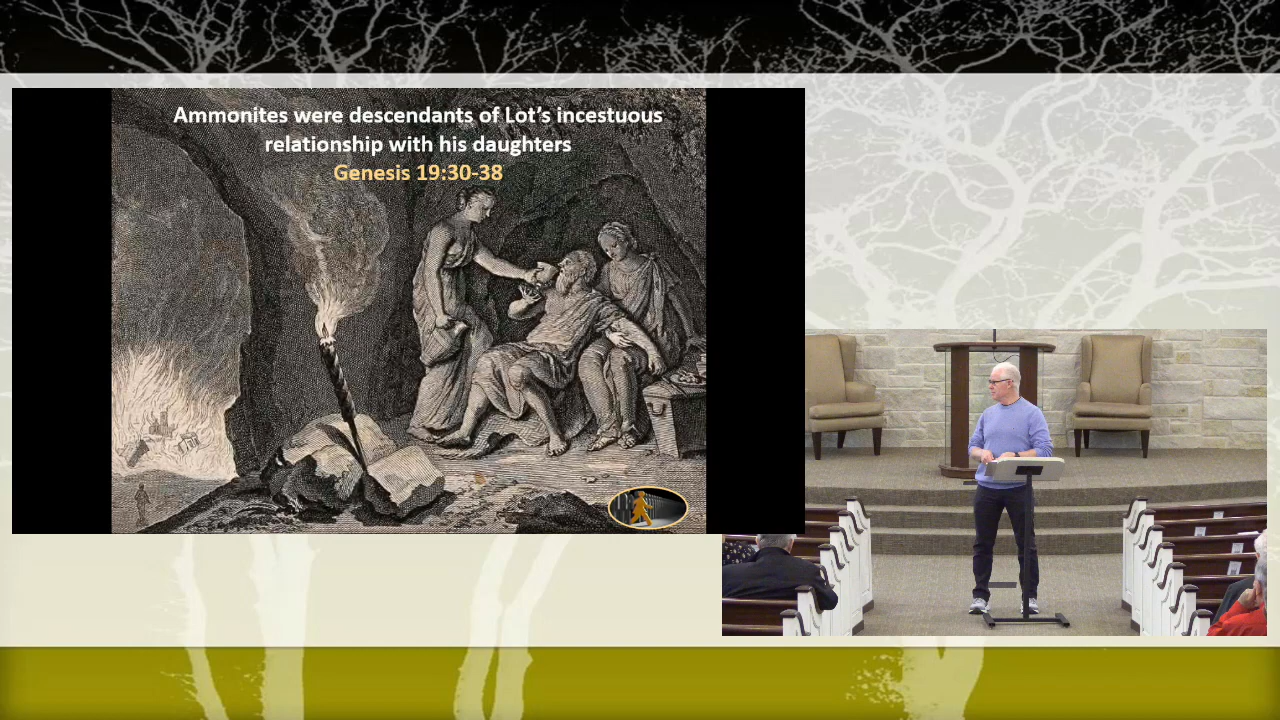 Ammonites were descendants of Lot's incestuous
relationship with his daughters
Genesis 19:30-38